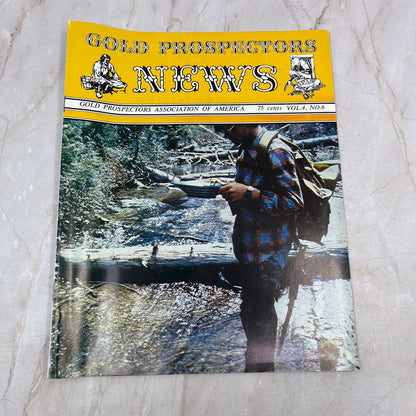 GOLD PROSPECTORS
NEWS
GOLD PROSPECTORS ASSOCIATION OF AMERICA 75 cents VOL.4, NO.6